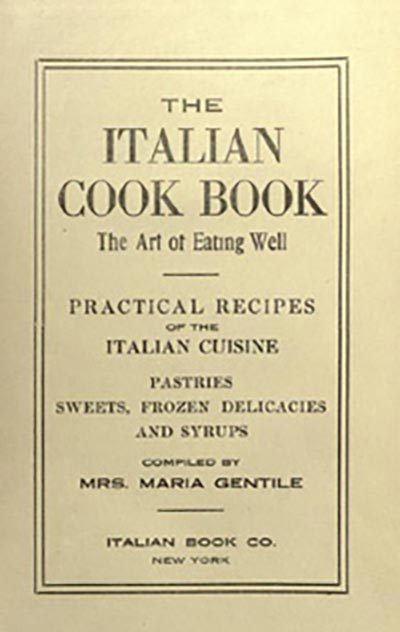 THE
ITALIAN
COOK BOOK
The Art of Eating Well
PRACTICAL RECIPES
OF THE
ITALIAN CUISINE
PASTRIES
SWEETS, FROZEN DELICACIES
AND SYRUPS
COMPILED BY
MRS. MARIA GENTILE
ITALIAN BOOK CO.
NEW YORK